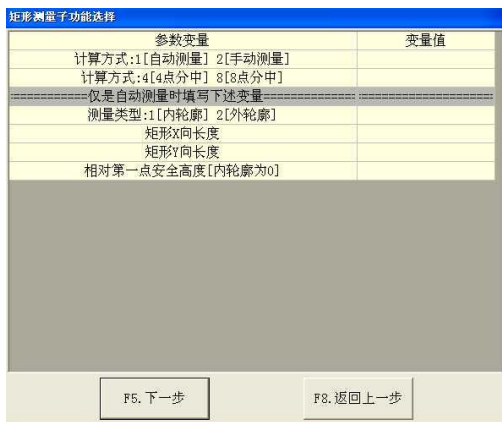 矩形测量子功能选择
参数变量 变量值
计算方式:1[自动测量] 2[手动测量]
计算方式:4[4点分中] 8[8点分中]
===========仅是自动测量时填写下述变量============= ====================
测量类型:1[内轮廓] 2[外轮廓]
矩形X向长度
矩形Y向长度
相对第一点安全高度[内轮廓为0]
F5.下一步 F8.返回上一步